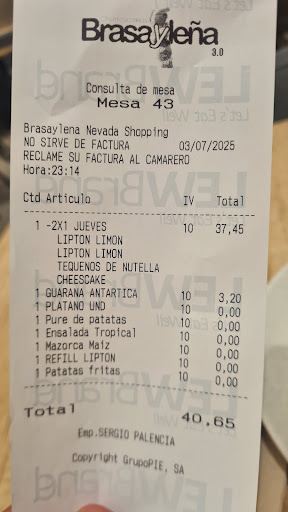 Brasayleña
3.0
Consulta de mesa
Mesa 43
Brasaylena Nevada Shopping
NO SIRVE DE FACTURA 03/07/2025
RECLAME SU FACTURA AL CAMARERO
Hora:23:14
Ctd Articulo IV Total
1 -2X1 JUEVES 10 37,45
LIPTON LIMON
LIPTON LIMON
TEQUENOS DE NUTELLA
CHEESCAKE
1 GUARANA ANTARTICA 10 3,20
1 PLATANO UND 10 0,00
1 Pure de patatas 10 0,00
1 Ensalada Tropical 10 0,00
1 Mazorca Maiz 10 0,00
1 REFILL LIPTON 10 0,00
1 Patatas fritas 10 0,00
Total 40,65
Emp.SERGIO PALENCIA
Copyright GrupoPIE, SA
LEWBrand
Let's Eat Well